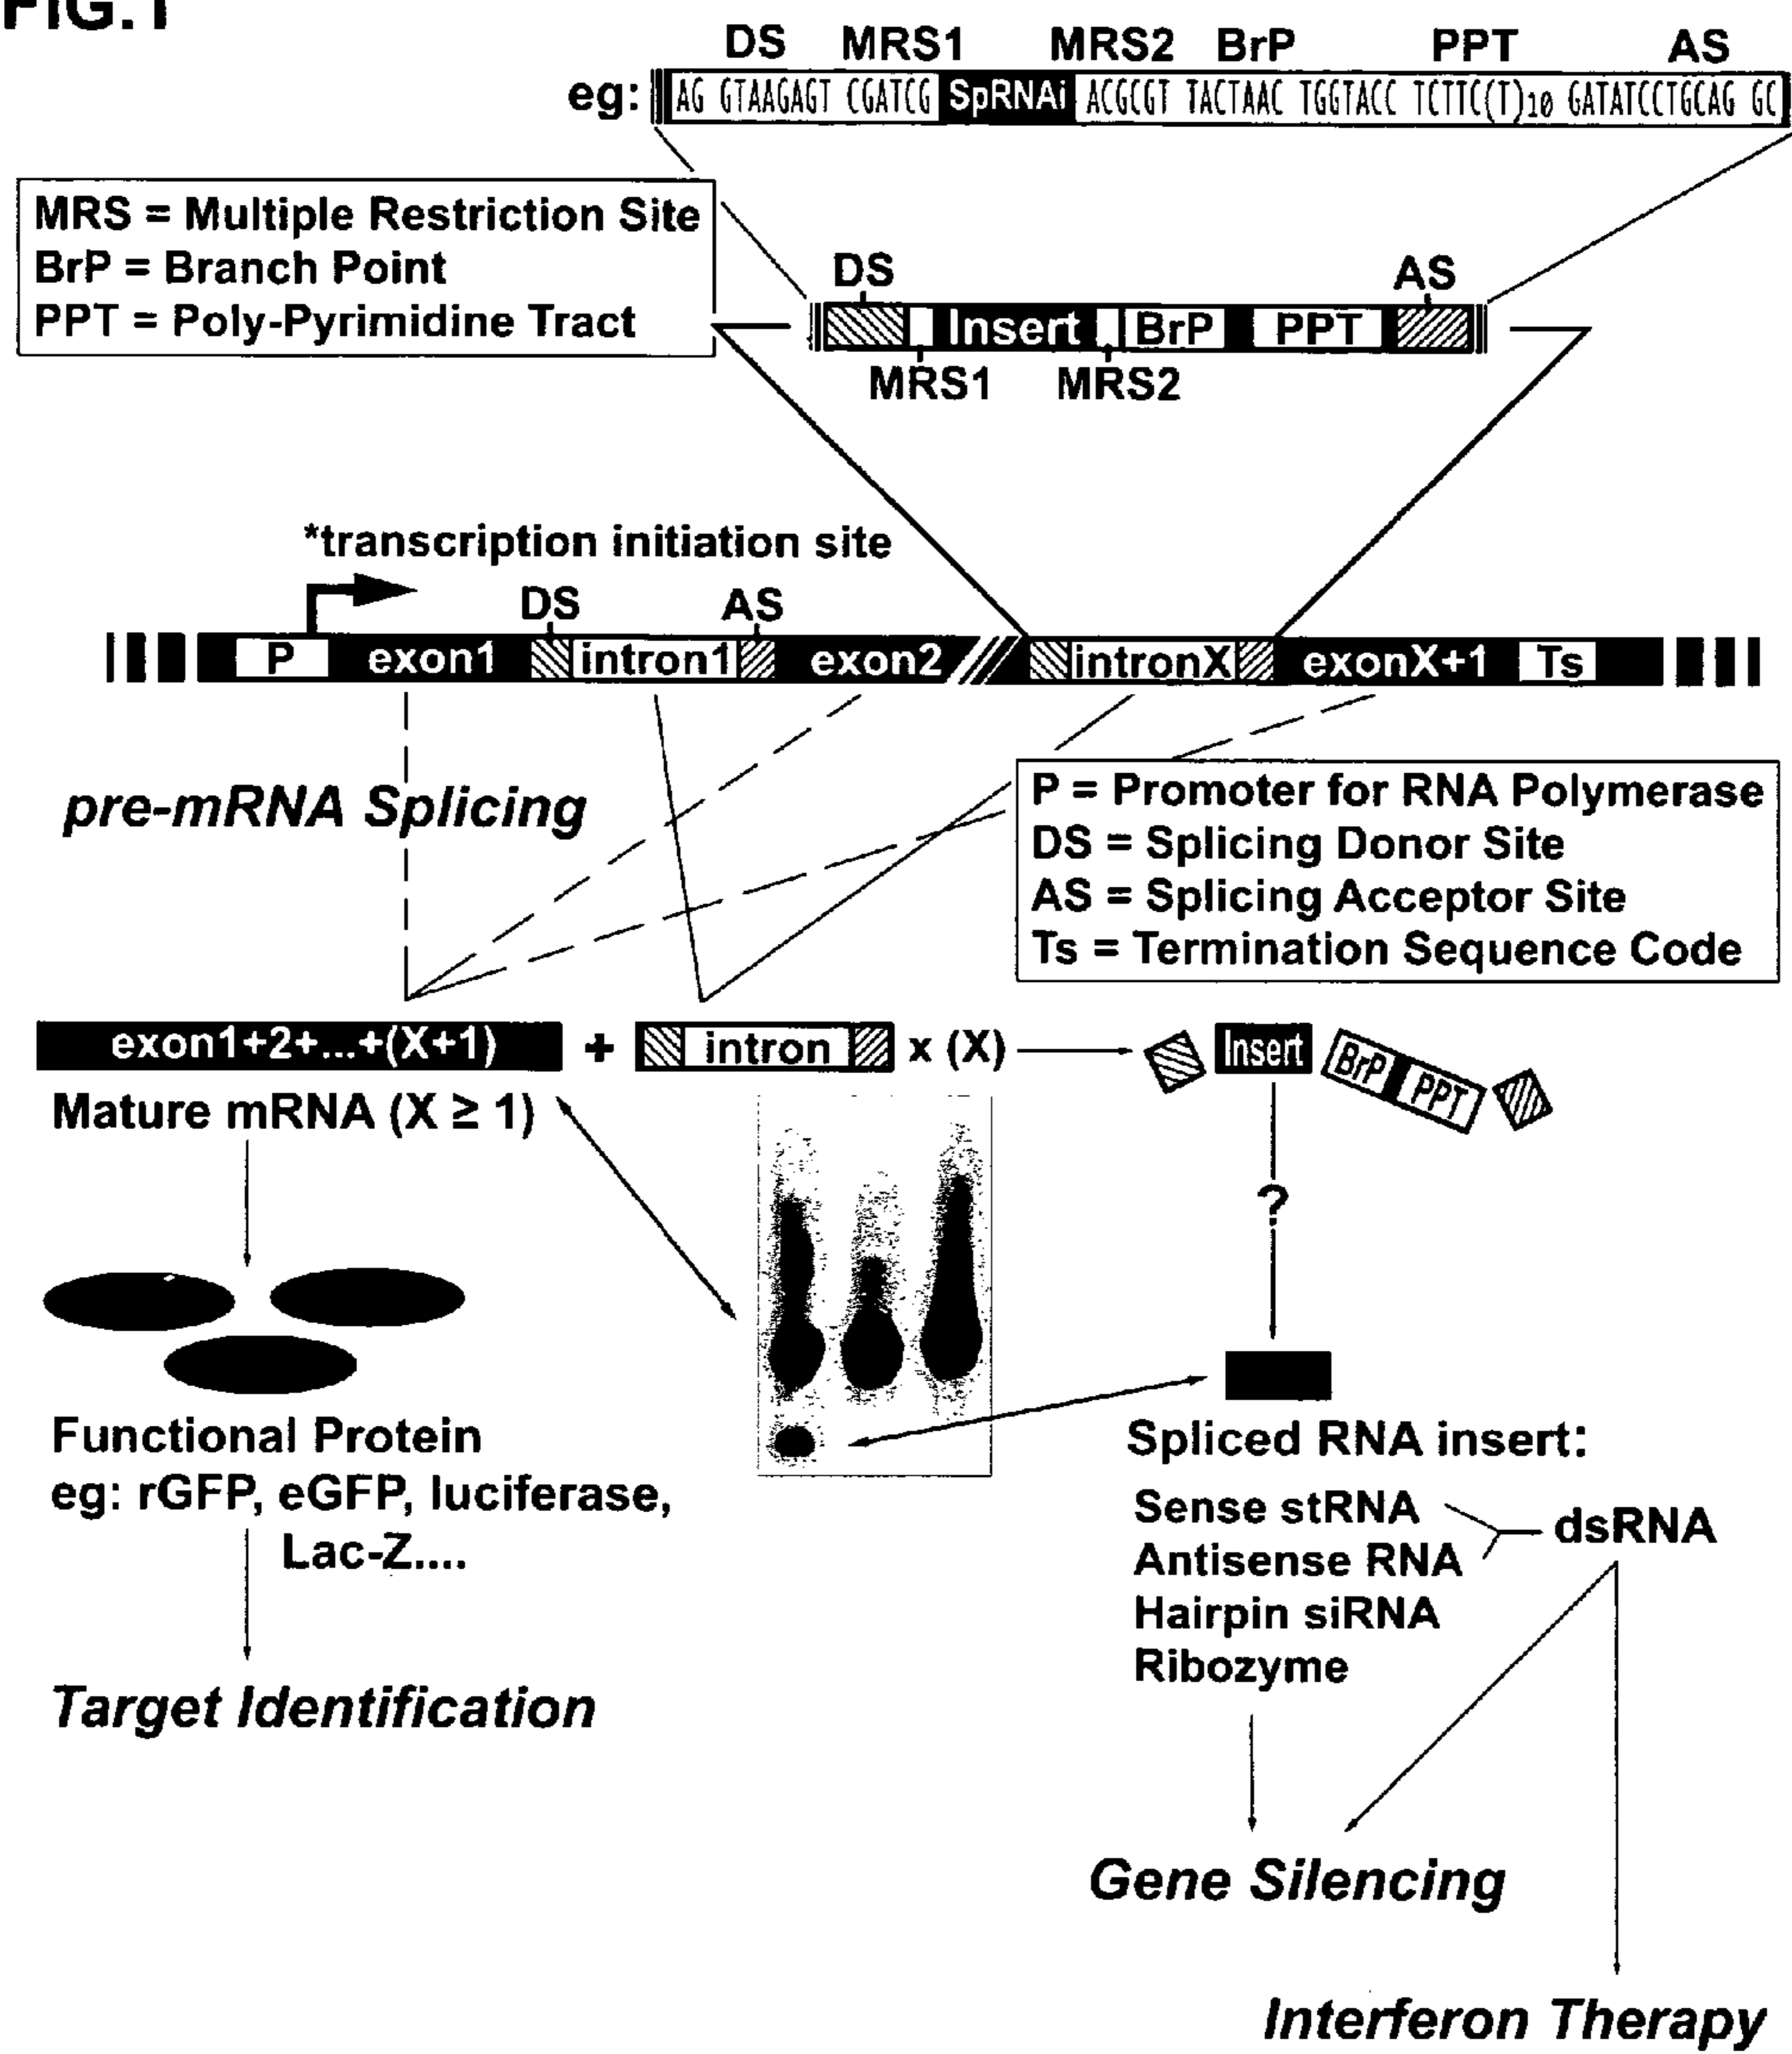 FIG.1
DS MRS1 MRS2 BrP PPT AS
eg: AG GTAAGAGT CGATCG SpRNAi ACGCGT TACTAAC TGGTACC TCTTC(T)10 GATATCCTGCAG GC
MRS = Multiple Restriction Site
BrP = Branch Point
PPT = Poly-Pyrimidine Tract
DS AS
Insert BrP PPT
MRS1 MRS2
*transcription initiation site
DS AS
P exon1 intron1 exon2 intronX exonX+1 Ts
pre-mRNA Splicing
P = Promoter for RNA Polymerase
DS = Splicing Donor Site
AS = Splicing Acceptor Site
Ts = Termination Sequence Code
exon1+2+...+(X+1) + intron x (X) Insert BrP PPT
Mature mRNA (X ≥ 1)
?
Functional Protein
eg: rGFP, eGFP, luciferase,
Lac-Z....
Target Identification
Spliced RNA insert:
Sense stRNA
Antisense RNA
dsRNA
Hairpin siRNA
Ribozyme
Gene Silencing
Interferon Therapy